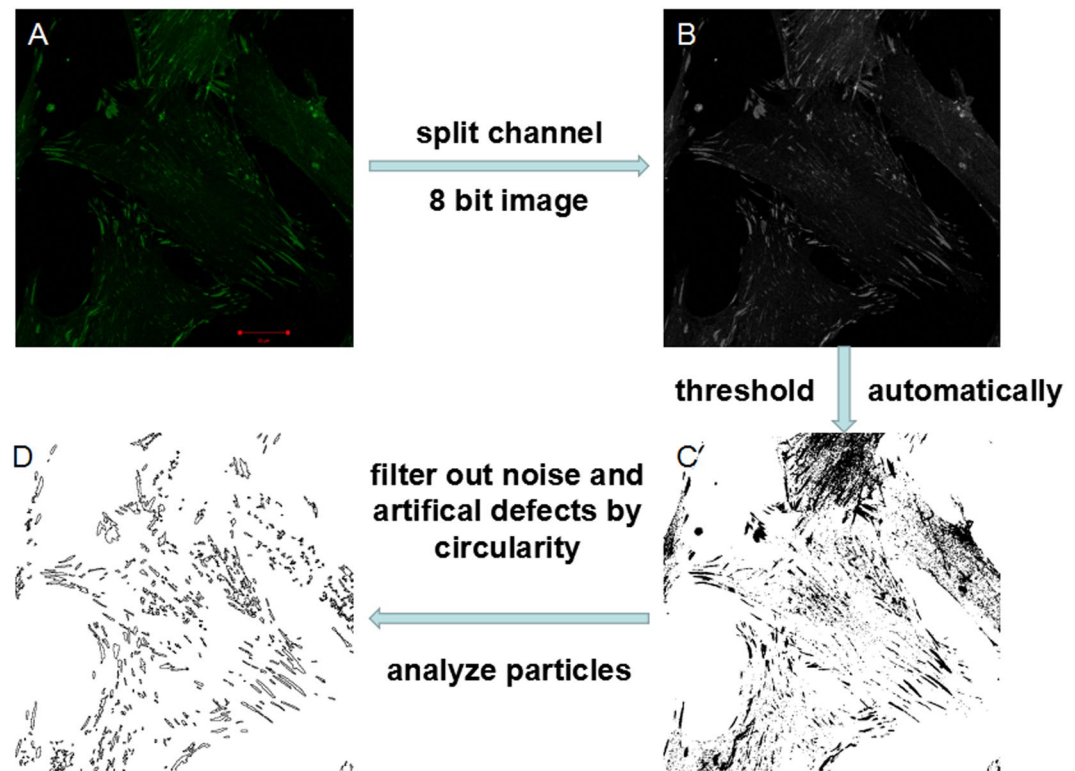 A
B
split channel
8 bit image
threshold automatically
D
C
filter out noise and
artifical defects by
circularity
analyze particles